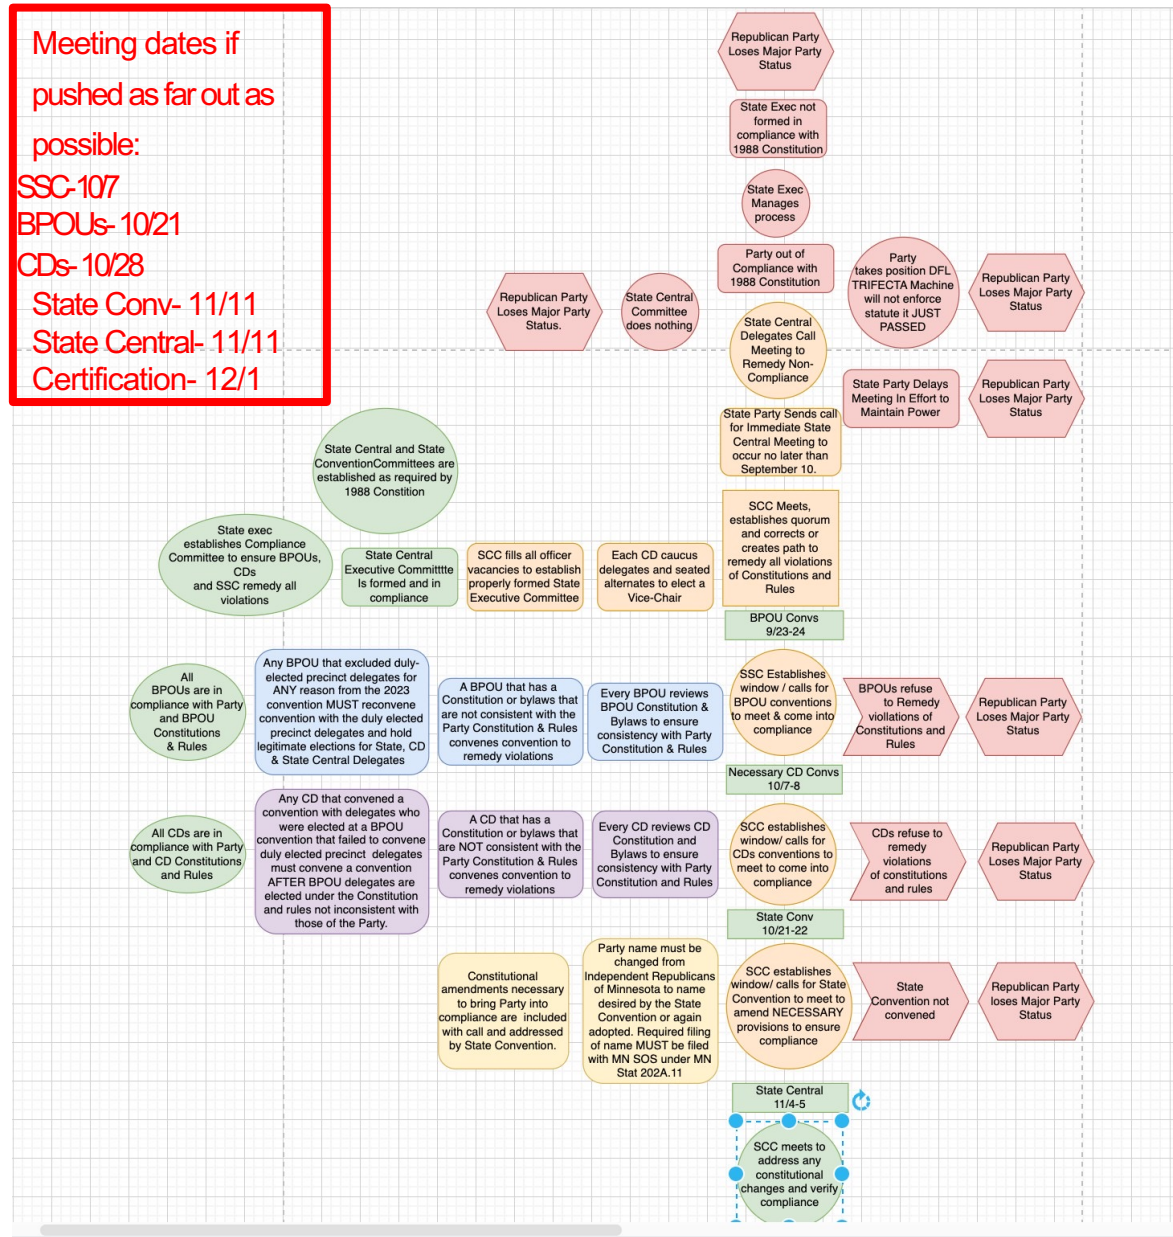 Meeting dates if
pushed as far out as
possible:
SSC-10/7
BPOUs- 10/21
CDs- 10/28
State Conv- 11/11
State Central- 11/11
Certification- 12/1
Republican Party
Loses Major Party
Status
State Exec not
formed in
compliance with
1988 Constitution
State Exec
Manages
process
Party out of
Compliance with
1988 Constitution
Party
takes position DFL
TRIFECTA Machine
will not enforce
statute it JUST
PASSED
Republican Party
Loses Major Party
Status
Republican Party
Loses Major Party
Status.
State Central
Committee
does nothing
State Central
Delegates Call
Meeting to
Remedy Non-
Compliance
State Party Delays
Meeting In Effort to
Maintain Power
Republican Party
Loses Major Party
Status
State Party Sends call
for Immediate State
Central Meeting to
occur no later than
September 10.
State Central and State
ConventionCommittees are
established as required by
1988 Constition
State exec
establishes Compliance
Committee to ensure BPOUs,
CDs
and SSC remedy all
violations
State Central
Executive Committtte
Is formed and in
compliance
SCC fills all officer
vacancies to establish
properly formed State
Executive Committee
Each CD caucus
delegates and seated
alternates to elect a
Vice-Chair
SCC Meets,
establishes quorum
and corrects or
creates path to
remedy all violations
of Constitutions and
Rules
BPOU Convs
9/23-24
All
BPOUs are in
compliance with Party
and BPOU
Constitutions
& Rules
Any BPOU that excluded duly-
elected precinct delegates for
ANY reason from the 2023
convention MUST reconvene
convention with the duly elected
precinct delegates and hold
legitimate elections for State, CD
& State Central Delegates
A BPOU that has a
Constitution or bylaws that
are not consistent with the
Party Constitution & Rules
convenes convention to
remedy violations
Every BPOU reviews
BPOU Constitution &
Bylaws to ensure
consistency with Party
Constitution & Rules
SSC Establishes
window / calls for
BPOU conventions
to meet & come into
compliance
BPOUs refuse
to Remedy
viollations of
Constitutions and
Rules
Republican Party
Loses Major Party
Status
Necessary CD Convs
10/7-8
All CDs are in
compliance with Party
and CD Constitutions
and Rules
Any CD that convened a
convention with delegates who
were elected at a BPOU
convention that failed to convene
duly elected precinct delegates
must convene a convention
AFTER BPOU delegates are
elected under the Constitution
and rules not inconsistent with
those of the Party.
A CD that has a
Constitution or bylaws that
are NOT consistent with the
Party Constitution & Rules
convenes convention to
remedy violations
Every CD reviews CD
Constitution and
Bylaws to ensure
consistency with Party
Constitution and Rules
SCC establishes
window/ calls for
CDs conventions to
meet to come into
compliance
CDs refuse to
remedy
violations
of constitutions
and rules
Republican Party
Loses Major Party
Status
State Conv
10/21-22
Constitutional
amendments necessary
to bring Party into
compliance are included
with call and addressed
by State Convention.
Party name must be
changed from
Independent Republicans
of Minnesota to name
desired by the State
Convention or again
adopted. Required filing
of name MUST be filed
with MN SOS under MN
Stat 202A.11
SCC establishes
window/ calls for State
Convention to meet to
amend NECESSARY
provisions to ensure
compliance
State
Convention not
convened
Republican Party
loses Major Party
Status
State Central
11/4-5
SCC meets to
address any
constitutional
changes and verify
compliance